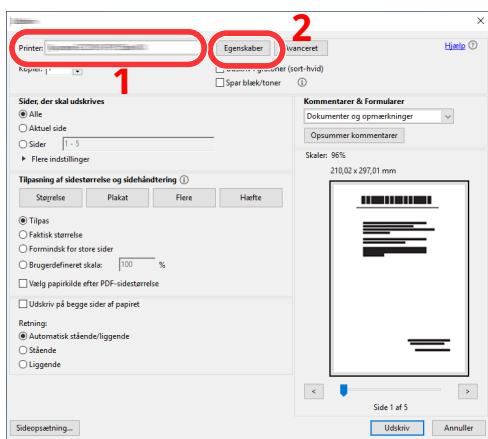 2
Printer:
Egenskaber
Avanceret
Hjælp
1
Kopier: 1
Udskriv i gråtoner (sort-hvid)
Spar blæk/toner
Sider, der skal udskrives
Alle
Aktuel side
Sider 1 - 5
Flere indstillinger
Kommentarer & Formularer
Dokumenter og opmærkninger
Opsummer kommentarer
Skaler: 96%
210,02 x 297,01 mm
Tilpasning af sidestørrelse og sidehåndtering
Størrelse Plakat Flere Hæfte
Tilpas
Faktisk størrelse
Formindsk for store sider
Brugerdefineret skala: 100 %
Vælg papirkilde efter PDF-sidestørrelse
Udskriv på begge sider af papiret
Retning:
Automatisk stående/liggende
Stående
Liggende
< >
Side 1 af 5
Sideopsætning...
Udskriv Annuller